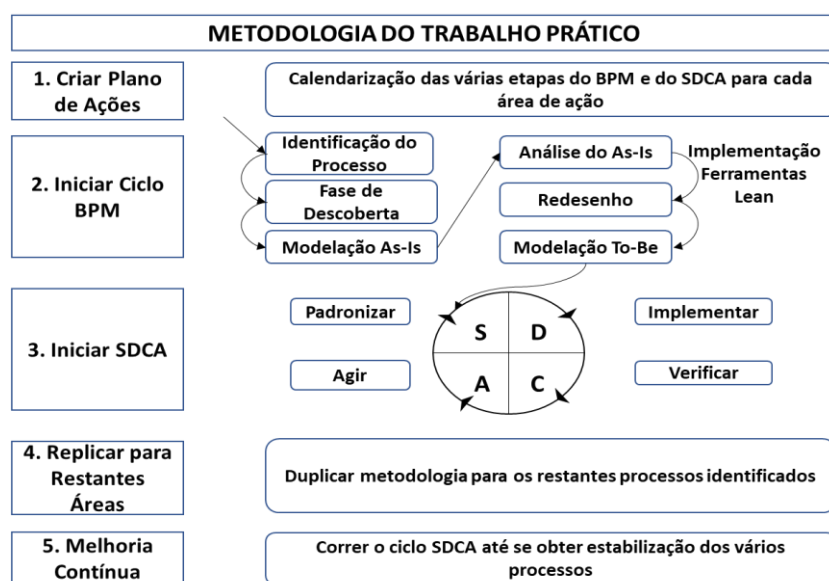 METODOLOGIA DO TRABALHO PRÁTICO
1. Criar Plano
de Ações
Calendarização das várias etapas do BPM e do SDCA para cada
área de ação
2. Iniciar Ciclo
BPM
Identificação do
Processo
Fase de
Descoberta
Modelação As-Is
Análise do As-Is
Redesenho
Modelação To-Be
Implementação
Ferramentas
Lean
3. Iniciar SDCA
Padronizar
Agir
S D
A C
Implementar
Verificar
4. Replicar para
Restantes
Áreas
Duplicar metodologia para os restantes processos identificados
5. Melhoria
Contínua
Correr o ciclo SDCA até se obter estabilização dos vários
processos